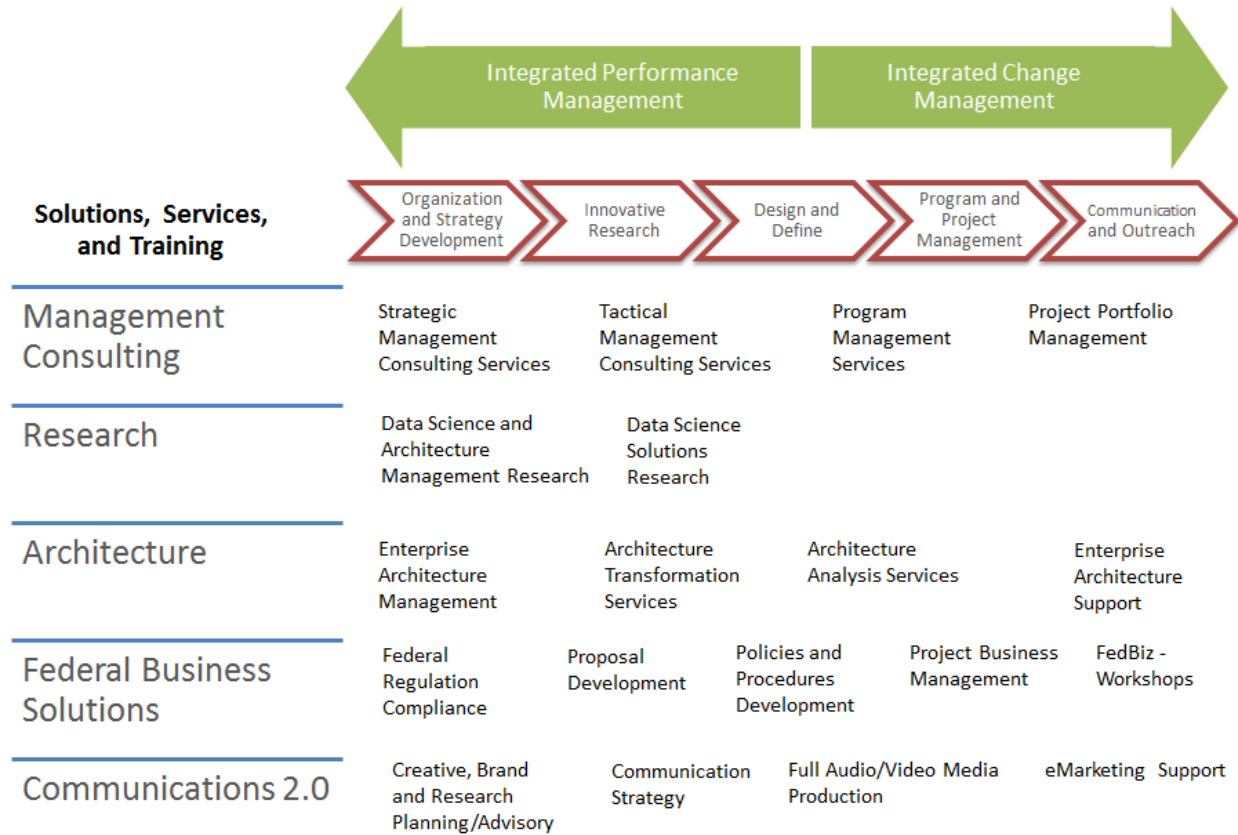 Integrated Performance
Management
Integrated Change
Management
Solutions, Services,
and Training
Organization
and Strategy
Development
Innovative
Research
Design and
Define
Program and
Project
Management
Communication
and Outreach
Management
Consulting
Strategic
Management
Consulting Services
Tactical
Management
Consulting Services
Program
Management
Services
Project Portfolio
Management
Research
Data Science and
Architecture
Management Research
Data Science
Solutions
Research
Architecture
Enterprise
Architecture
Management
Architecture
Transformation
Services
Architecture
Analysis Services
Enterprise
Architecture
Support
Federal Business
Solutions
Federal
Regulation
Compliance
Proposal
Development
Policies and
Procedures
Development
Project Business
Management
FedBiz -
Workshops
Communications 2.0
Creative, Brand
and Research
Planning/Advisory
Communication
Strategy
Full Audio/Video Media
Production
eMarketing Support